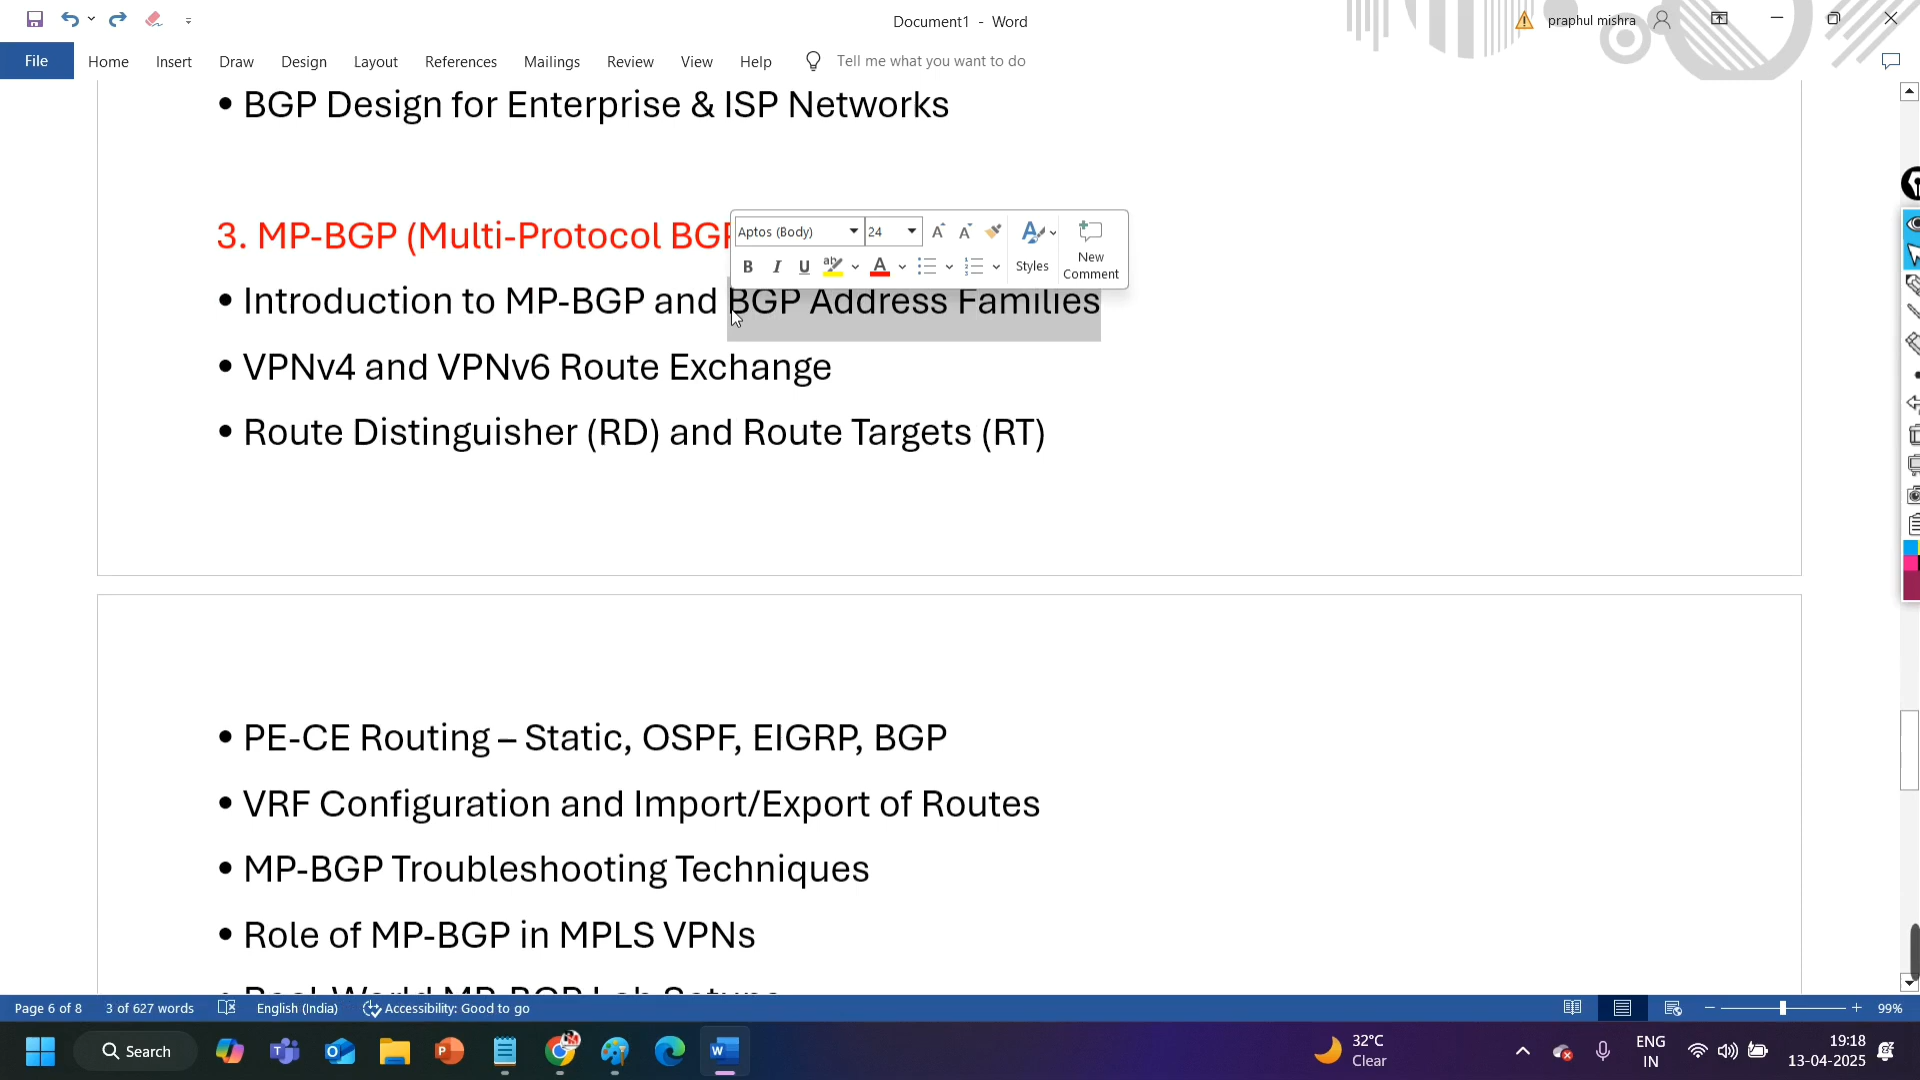 Document1 - Word
praphul mishra
File
Home
Insert
Draw
Design
Layout
References
Mailings
Review
View
Help
Tell me what you want to do
• BGP Design for Enterprise & ISP Networks
3. MP-BGP (Multi-Protocol BGP
Aptos (Body)
24
New
Comment
Styles
• Introduction to MP-BGP and BGP Address Families
• VPNv4 and VPNv6 Route Exchange
• Route Distinguisher (RD) and Route Targets (RT)
• PE-CE Routing – Static, OSPF, EIGRP, BGP
• VRF Configuration and Import/Export of Routes
• MP-BGP Troubleshooting Techniques
• Role of MP-BGP in MPLS VPNs
Page 6 of 8
3 of 627 words
English (India)
Accessibility: Good to go
99%
Search
32°C
Clear
ENG
IN
19:18
13-04-2025